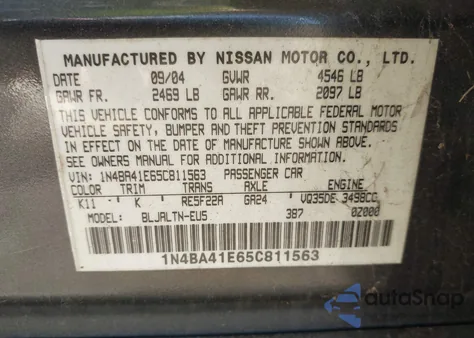 MANUFACTURED BY NISSAN MOTOR CO., LTD.
DATE 09/04 GVWR 4546 LB
GAWR FR. 2469 LB GAWR RR. 2097 LB
THIS VEHICLE CONFORMS TO ALL APPLICABLE FEDERAL MOTOR
VEHICLE SAFETY, BUMPER AND THEFT PREVENTION STANDARDS
IN EFFECT ON THE DATE OF MANUFACTURE SHOWN ABOVE.
SEE OWNERS MANUAL FOR ADDITIONAL INFORMATION
VIN: 1N4BA41E65C811563 PASSENGER CAR
COLOR TRIM TRANS AXLE ENGINE
K11 K RE5F22A GA24 VQ35DE 3498CC
MODEL: BLJALTN-EU5 387 0Z000
1N4BA41E65C811563
autoSnap